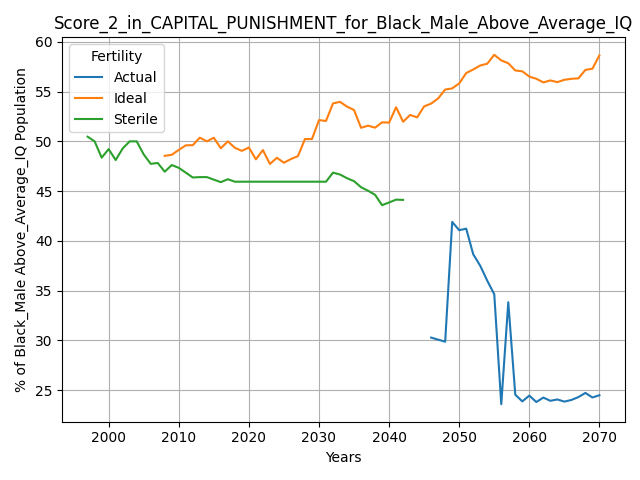 Score_2_in_CAPITAL_PUNISHMENT_for_Black_Male_Above_Average_IQ
% of Black_Male Above_Average_IQ Population
60
55
50
45
40
35
30
25
Fertility
Actual
Ideal
Sterile
2000 2010 2020 2030 2040 2050 2060 2070
Years